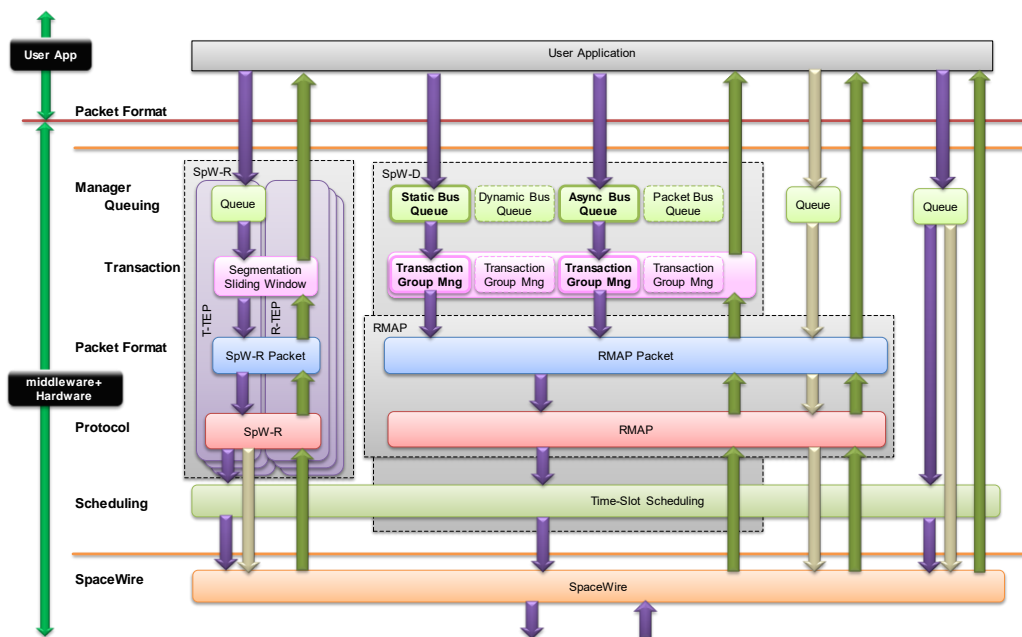 User Application
User App
Packet Format
SpW-R
SpW-D
Manager
Queuing
Queue
Static Bus
Queue
Dynamic Bus
Queue
Async Bus
Queue
Packet Bus
Queue
Queue
Queue
Transaction
Segmentation
Sliding Window
Transaction
Group Mng
Transaction
Group Mng
Transaction
Group Mng
Transaction
Group Mng
T-TEP
R-TEP
RMAP
Packet Format
SpW-R Packet
RMAP Packet
middleware+
Hardware
Protocol
SpW-R
RMAP
Scheduling
Time-Slot Scheduling
SpaceWire
SpaceWire